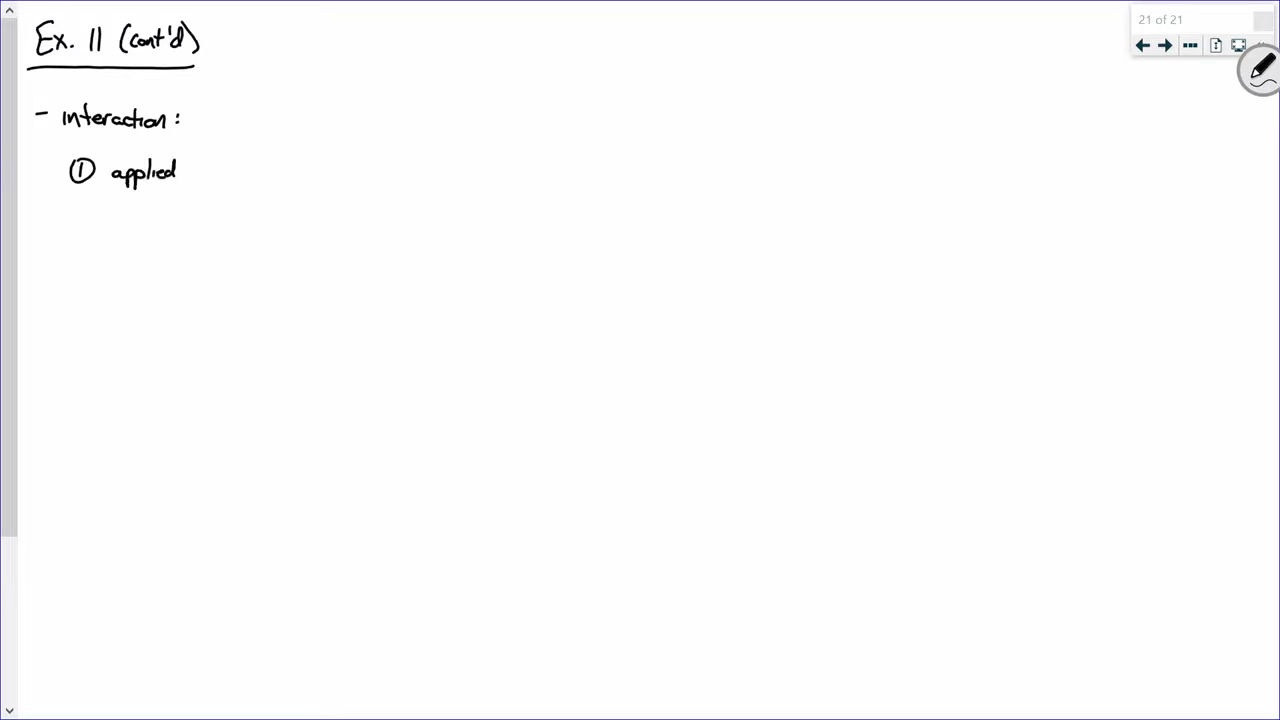 21 of 21
Ex. 11 (cont'd)
- interaction:
① applied